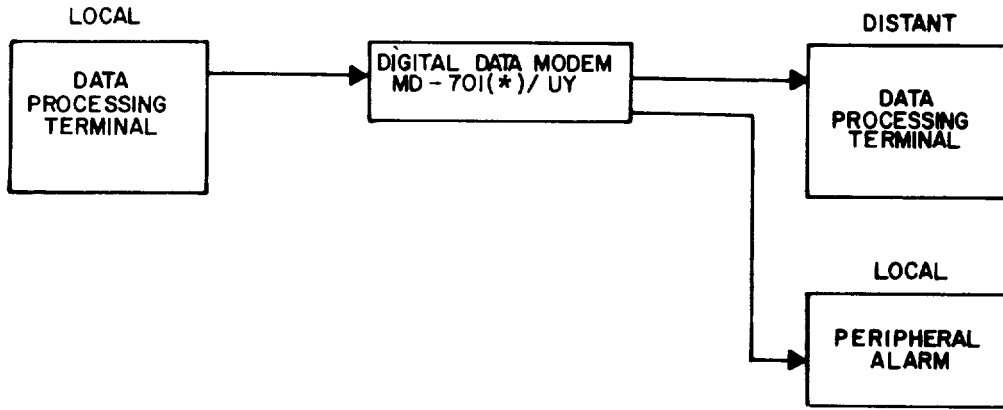 LOCAL
DATA
PROCESSING
TERMINAL
DIGITAL DATA MODEM
MD-701(*)/UY
DISTANT
DATA
PROCESSING
TERMINAL
LOCAL
PERIPHERAL
ALARM